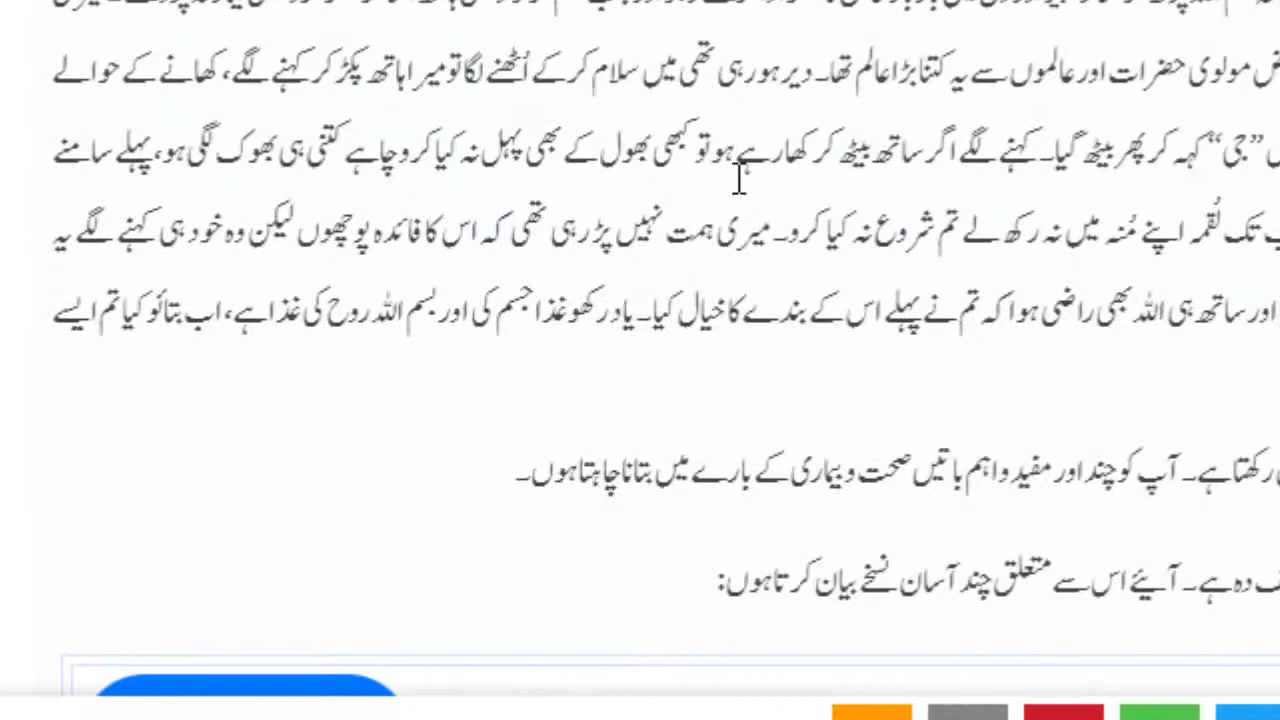 مولوی حضرات اور عالموں سے یہ کتنا بڑا عالم تھا۔ دیر ہو رہی تھی میں سلام کر کے اُٹھنے لگا تو میرا ہاتھ پکڑ کر کہنے لگے، کھانے کے حوالے
”جی“ کہہ کر پھر بیٹھ گیا۔ کہنے لگے اگر ساتھ بیٹھ کر کھا رہے ہو تو کبھی بھول کے بھی پہل نہ کیا کرو چاہے کتنی ہی بھوک لگی ہو، پہلے سامنے
تک لُقمہ اپنے مُنہ میں نہ رکھ لے تم شروع نہ کیا کرو۔ میری ہمت نہیں پڑ رہی تھی کہ اس کا فائدہ پوچھوں لیکن وہ خود ہی کہنے لگے یہ
اور ساتھ ہی اللہ بھی راضی ہوا کہ تم نے پہلے اس کے بندے کا خیال کیا۔ یاد رکھو غذا جسم کی اور بسم اللہ روح کی غذا ہے، اب بتائو کیا تم ایسے
رکھتا ہے۔ آپ کو چند اور مفید و اہم باتیں صحت و بیماری کے بارے میں بتانا چاہتا ہوں۔
دہ ہے۔ آیئے اس سے متعلق چند آسان نسخے بیان کرتا ہوں: